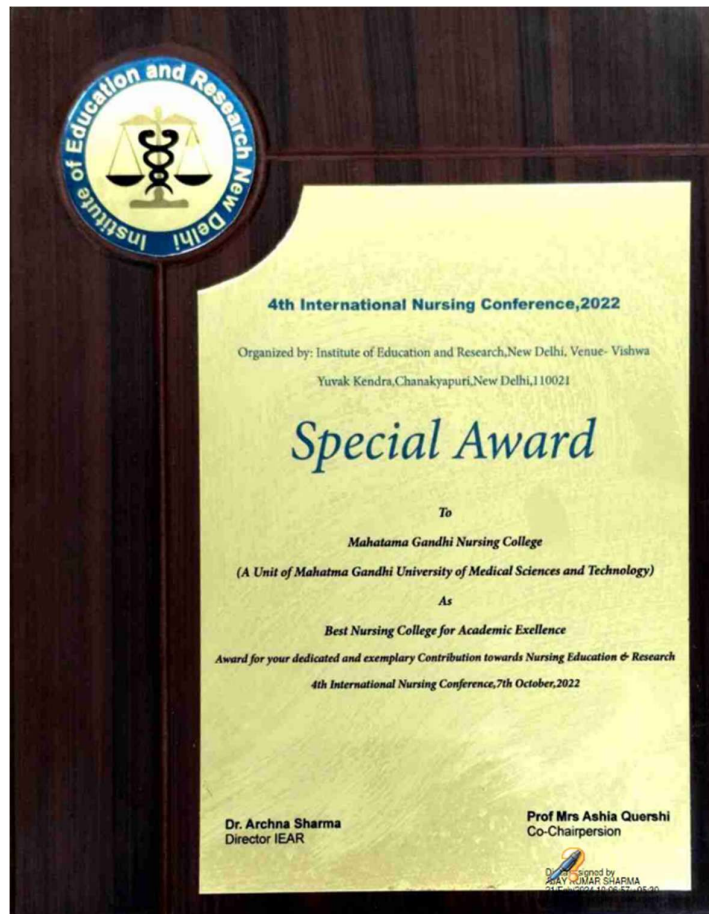 Institute of Education and Research New Delhi
4th International Nursing Conference,2022
Organized by: Institute of Education and Research,New Delhi, Venue- Vishwa
Yuvak Kendra,Chanakyapuri,New Delhi,110021
Special Award
To
Mahatama Gandhi Nursing College
(A Unit of Mahatma Gandhi University of Medical Sciences and Technology)
As
Best Nursing College for Academic Exellence
Award for your dedicated and exemplary Contribution towards Nursing Education & Research
4th International Nursing Conference,7th October,2022
Dr. Archna Sharma
Director IEAR
Prof Mrs Ashia Quershi
Co-Chairpersion
signed by
KUMAR SHARMA